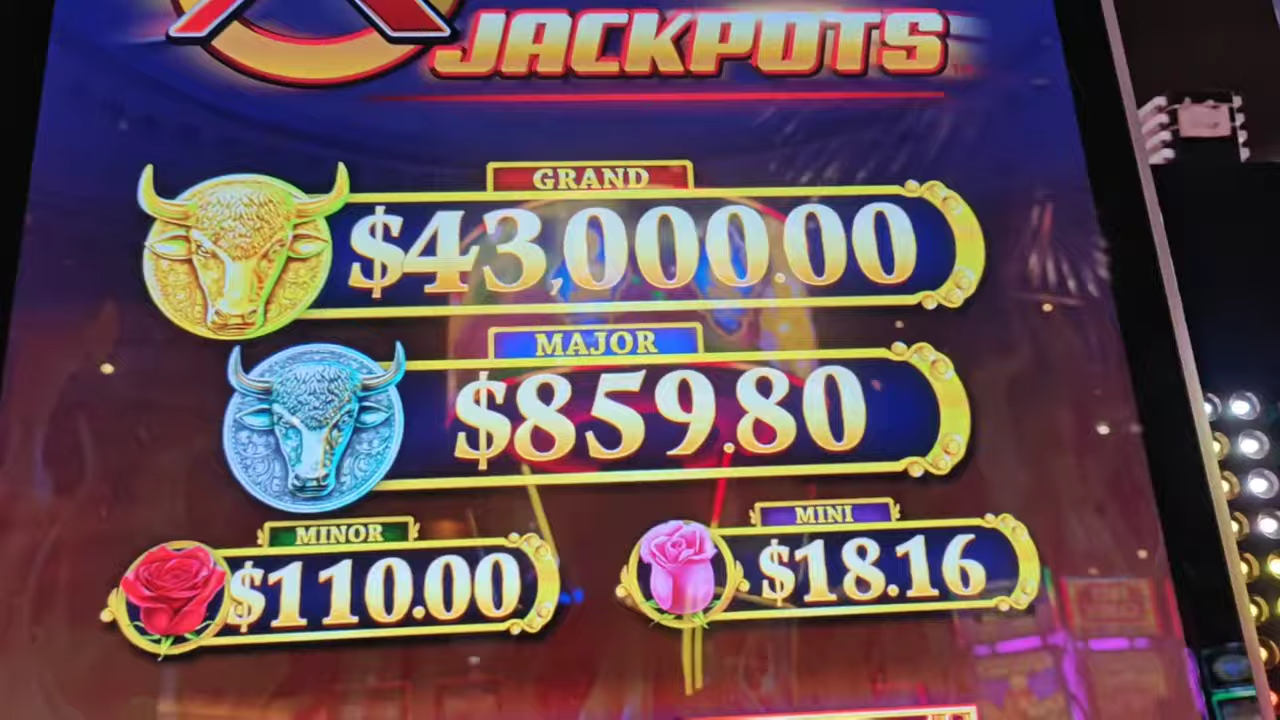 JACKPOTS
GRAND
$43,000.00
MAJOR
$859.80
MINOR
$110.00
MINI
$18.16